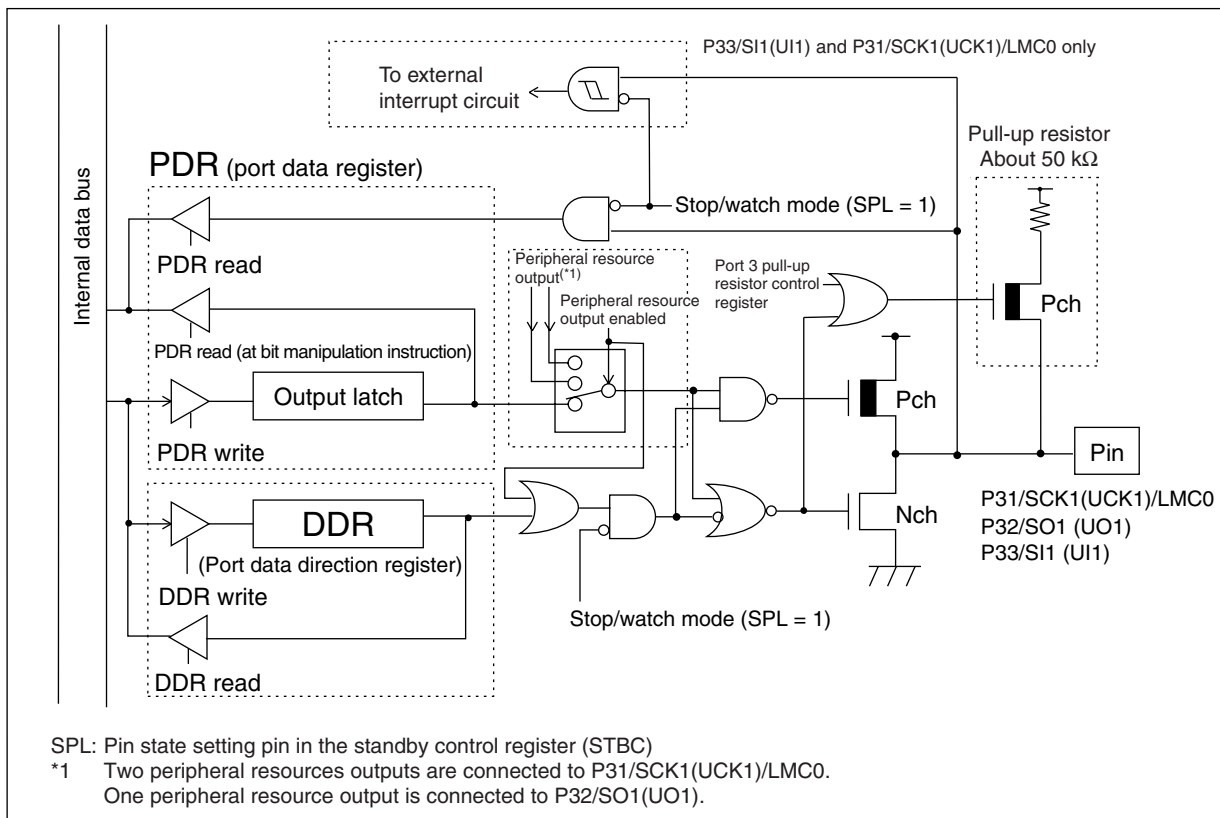 P33/SI1(UI1) and P31/SCK1(UCK1)/LMC0 only
To external
interrupt circuit
Pull-up resistor
About 50 kΩ
Internal data bus
PDR (port data register)
Stop/watch mode (SPL = 1)
PDR read
Peripheral resource
output(*1)
Port 3 pull-up
resistor control
register
Pch
Peripheral resource
output enabled
PDR read (at bit manipulation instruction)
Output latch
Pch
PDR write
Pin
DDR
Nch
P31/SCK1(UCK1)/LMC0
P32/SO1 (UO1)
P33/SI1 (UI1)
(Port data direction register)
DDR write
Stop/watch mode (SPL = 1)
DDR read
SPL: Pin state setting pin in the standby control register (STBC)
*1 Two peripheral resources outputs are connected to P31/SCK1(UCK1)/LMC0.
One peripheral resource output is connected to P32/SO1(UO1).